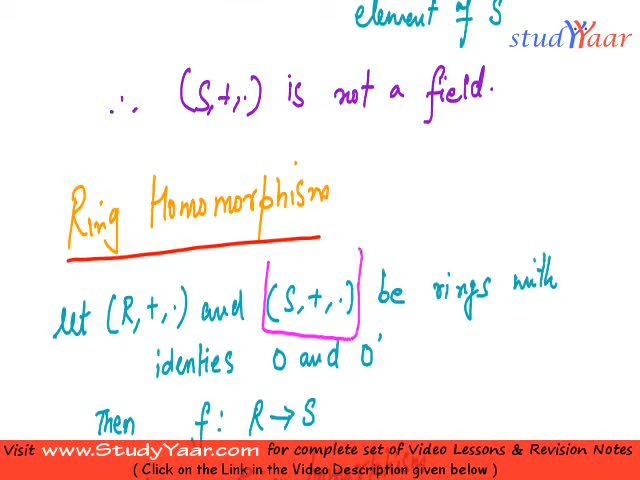 element of S
studYYaar
∴ (S,+,·) is not a field.
Ring Homomorphism
let (R,+,·) and (S,+,·) be rings with
identies 0 and 0'
Then f: R → S
Visit www.StudyYaar.com for complete set of Video Lessons & Revision Notes
( Click on the Link in the Video Description given below )